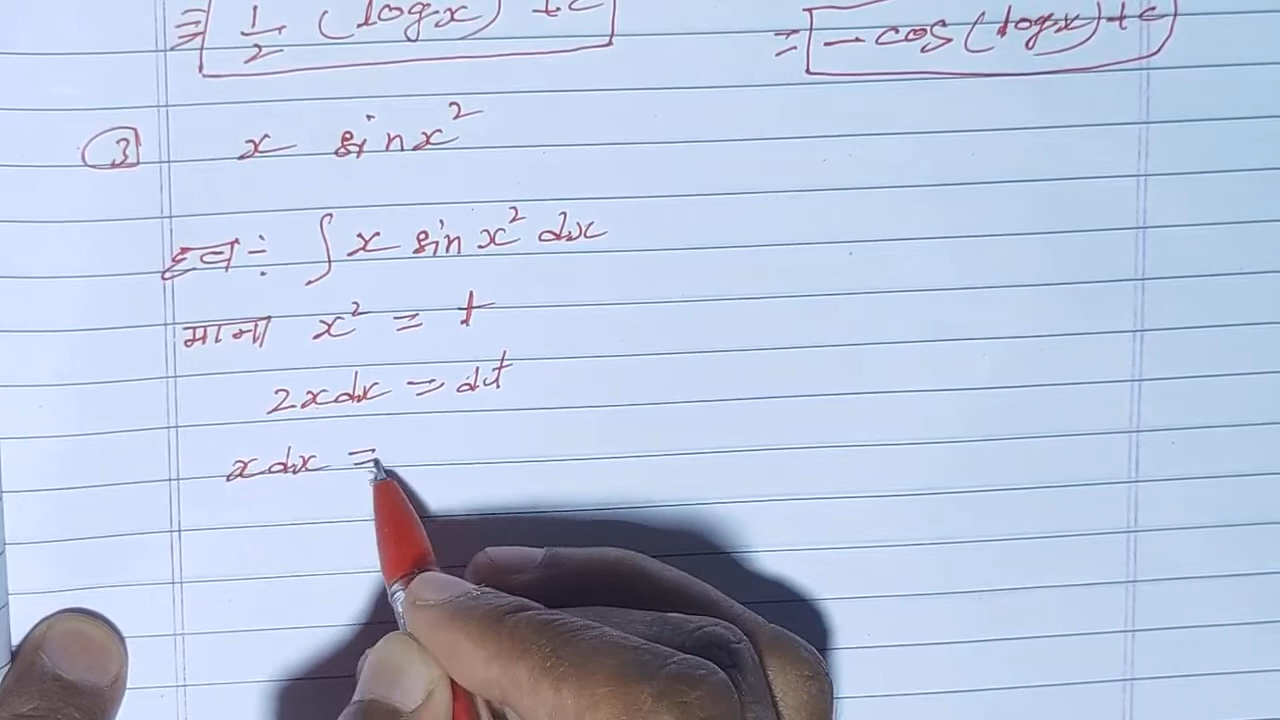 = 1/2 (log x) + c
= - cos (log x) + c
③ x sin x²
हल ÷ ∫ x sin x² dx
माना x² = t
2x dx = dt
x dx =